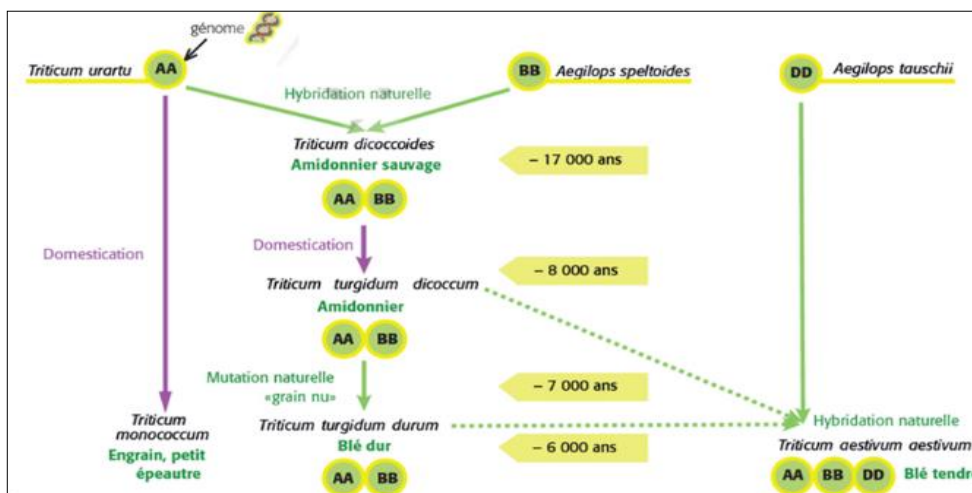 génome
Triticum urartu AA
BB Aegilops speltoides
DD Aegilops tauschii
Hybridation naturelle
Triticum dicoccoides
Amidonnier sauvage
– 17 000 ans
AA BB
Domestication
Domestication
– 8 000 ans
Triticum turgidum dicoccum
Amidonnier
AA BB
Mutation naturelle
«grain nu»
– 7 000 ans
Triticum
monococcum
Engrain, petit
épeautre
Triticum turgidum durum
Blé dur
AA BB
– 6 000 ans
Hybridation naturelle
Triticum aestivum aestivum
AA BB DD Blé tendre